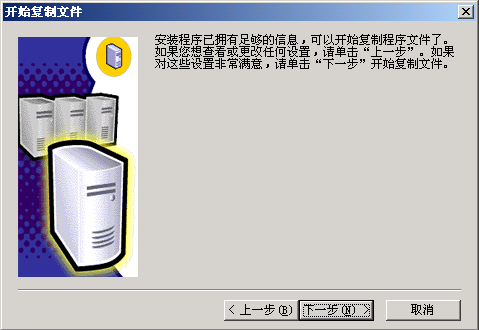 开始复制文件
安装程序已拥有足够的信息，可以开始复制程序文件了。
如果您想查看或更改任何设置，请单击“上一步”。如果
对这些设置非常满意，请单击“下一步”开始复制文件。
< 上一步(B)
下一步(N) >
取消